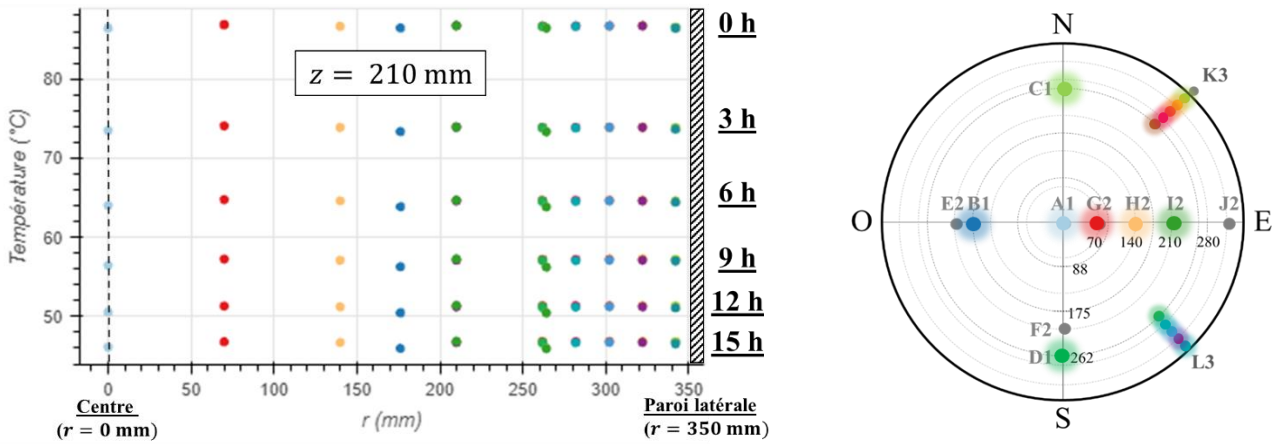 0 h
z = 210 mm
3 h
6 h
9 h
12 h
15 h
Température (°C)
80
70
60
50
0
50
100
150
200
250
300
350
r (mm)
Centre
(r = 0 mm)
Paroi latérale
(r = 350 mm)
N
K3
C1
O
E2 B1
A1
G2
H2
I2
J2
E
70
140
210
280
88
175
F2
D1
262
L3
S